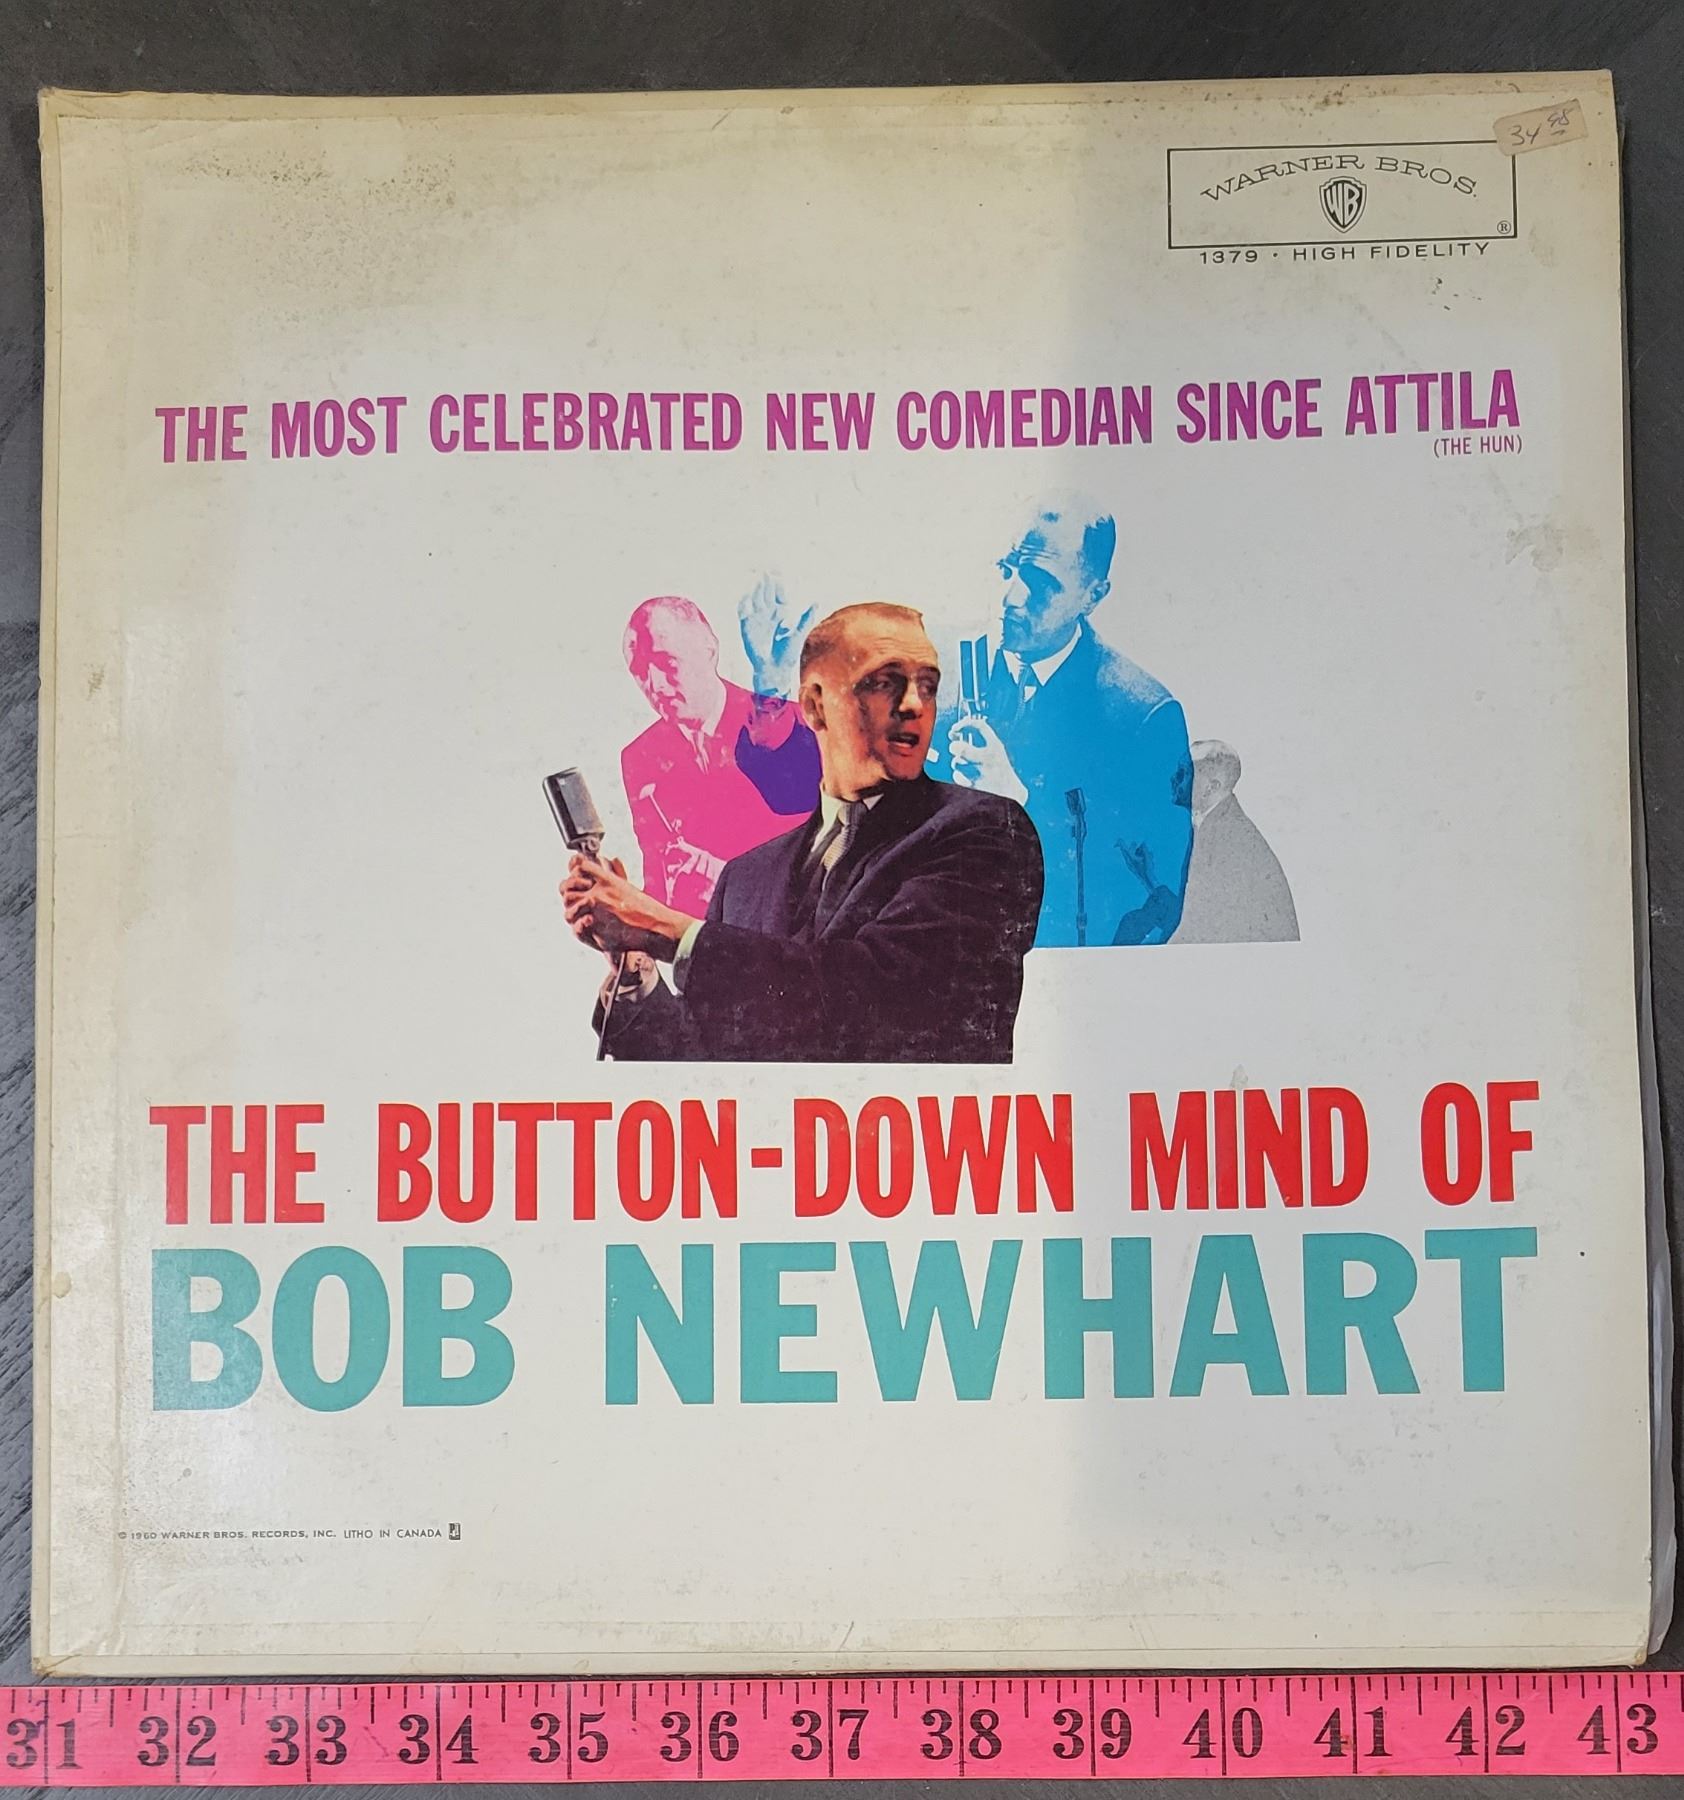 34 98
WARNER BROS.
WB
®
1379 · HIGH FIDELITY
THE MOST CELEBRATED NEW COMEDIAN SINCE ATTILA
(THE HUN)
THE BUTTON-DOWN MIND OF
BOB NEWHART
© 1960 WARNER BROS. RECORDS, INC. LITHO IN CANADA
31 32 33 34 35 36 37 38 39 40 41 42 43